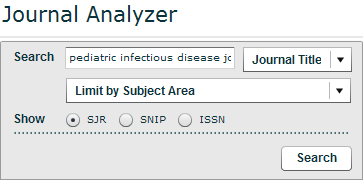 Journal Analyzer
Search pediatric infectious disease jo Journal Title
Limit by Subject Area
Show SJR SNIP ISSN
Search